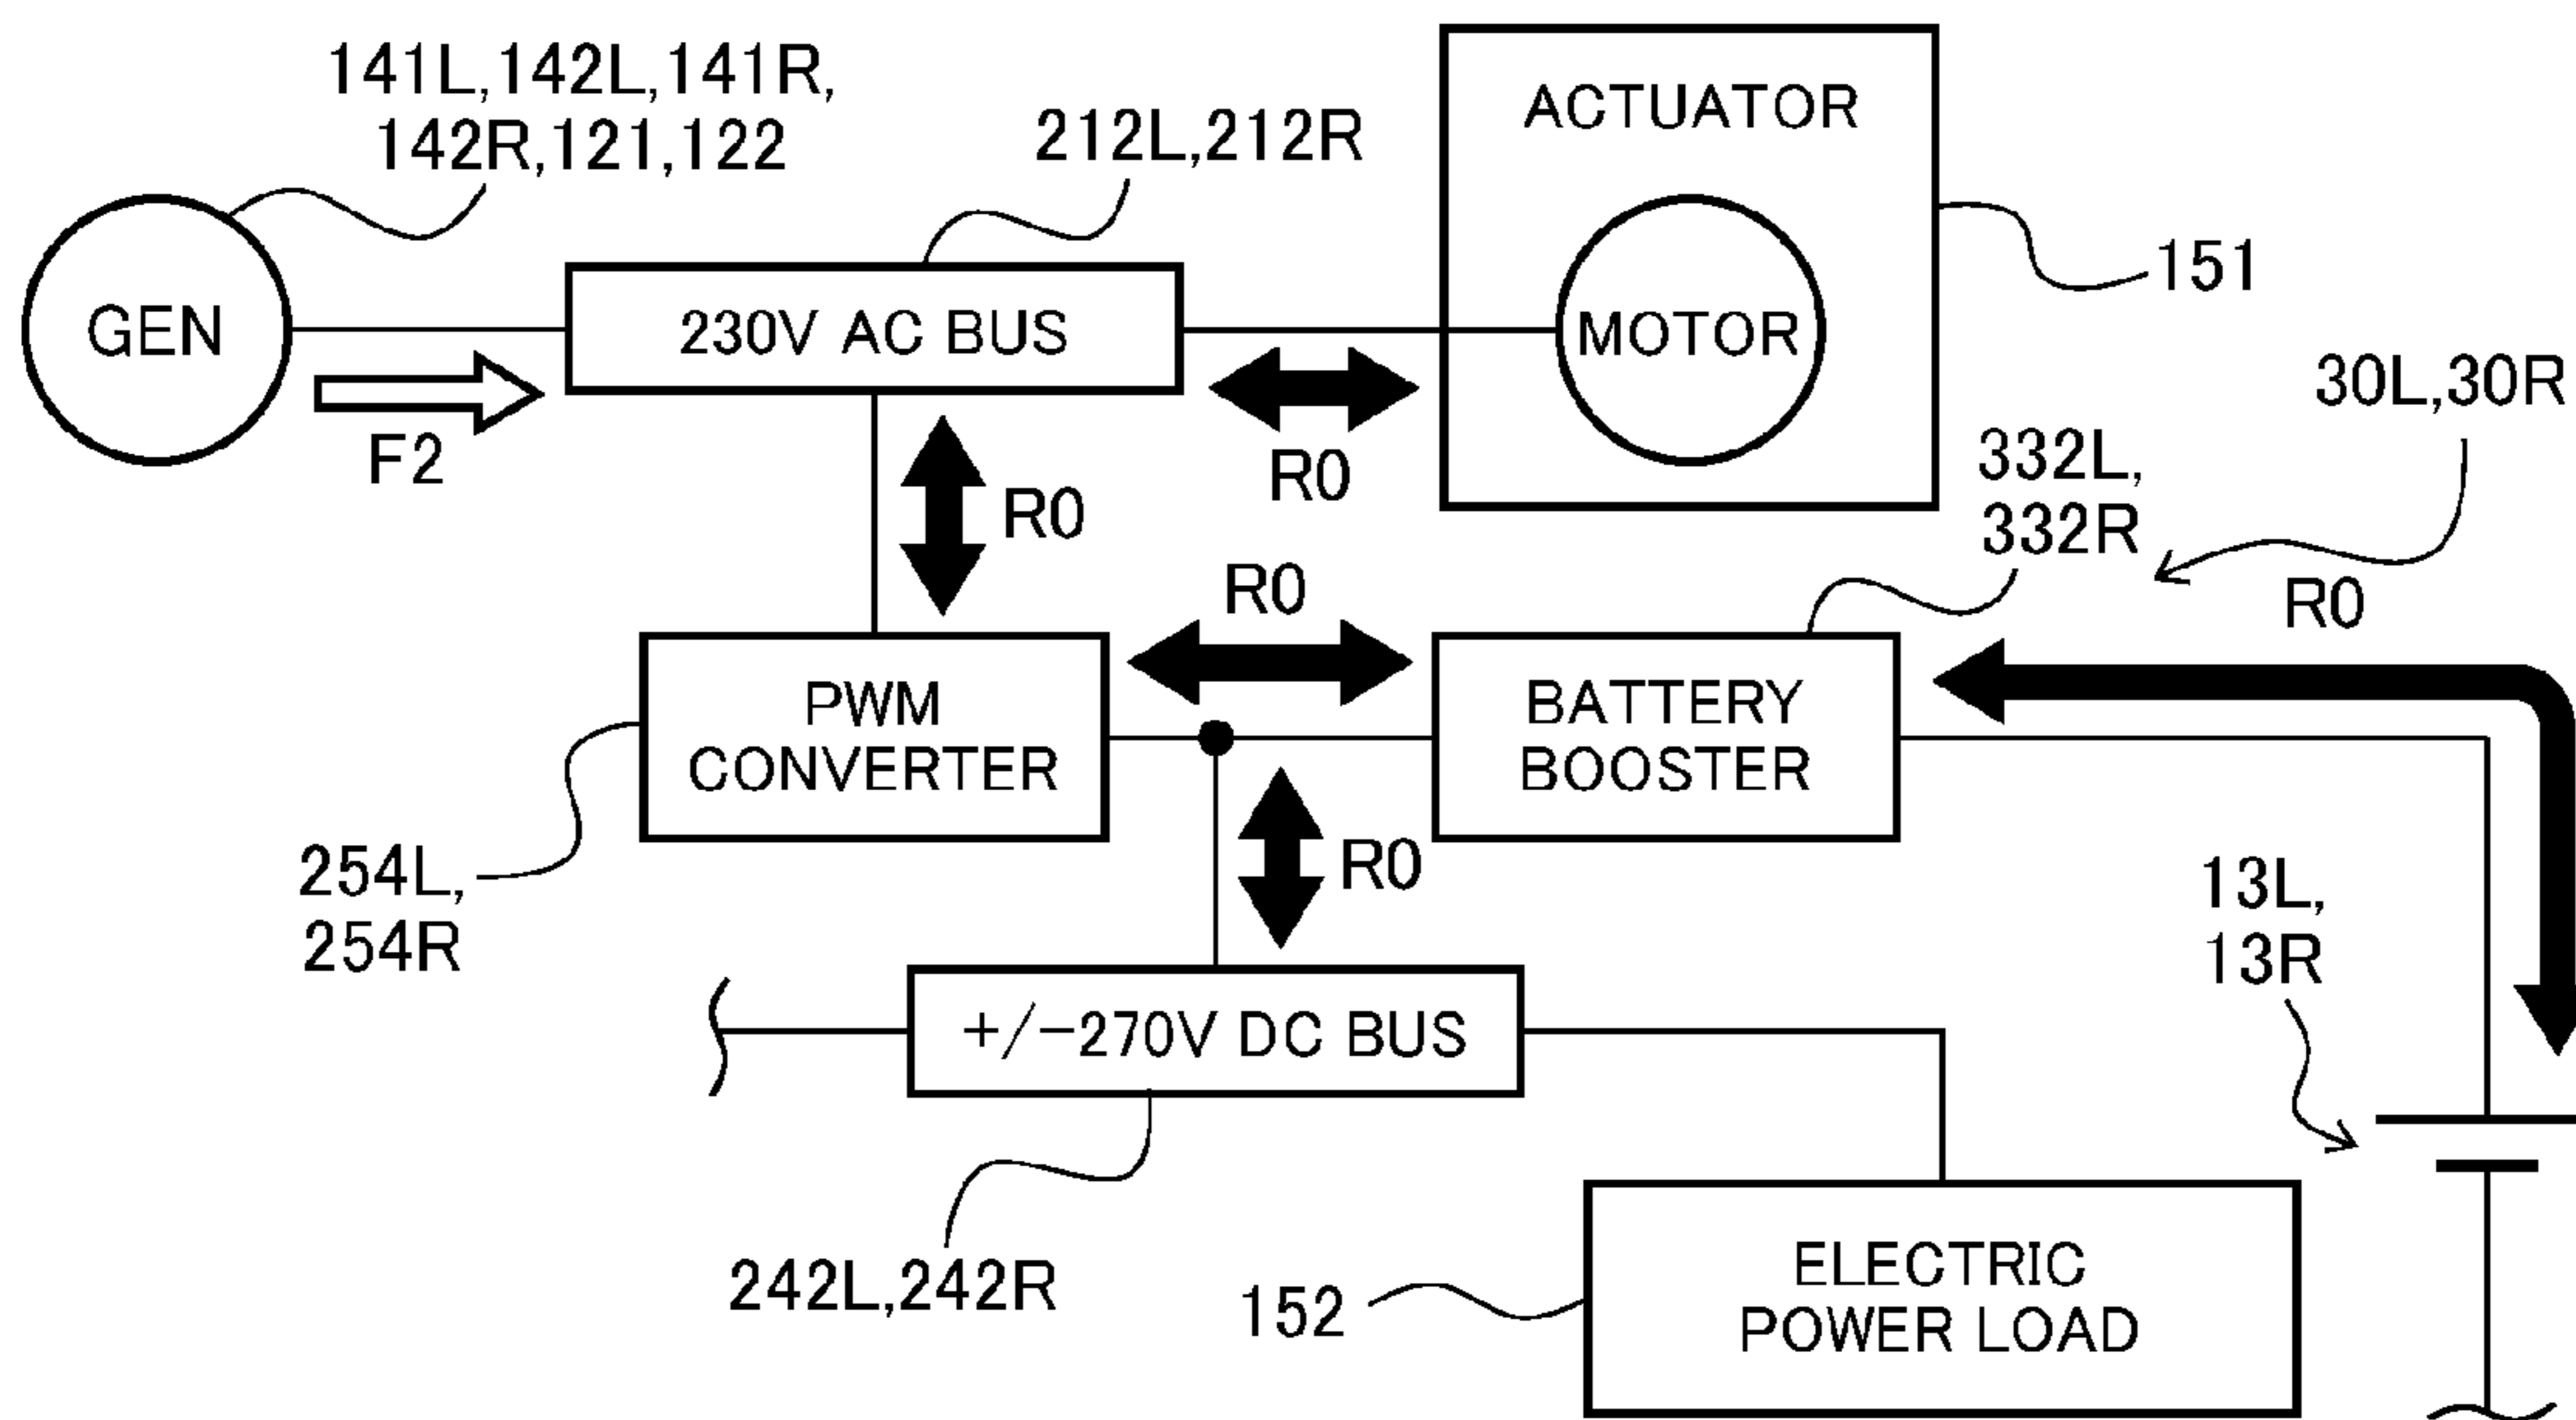 141L,142L,141R,
142R,121,122
212L,212R
ACTUATOR
151
GEN
230V AC BUS
MOTOR
F2
R0
R0
30L,30R
332L,
332R
R0
R0
PWM
CONVERTER
BATTERY
BOOSTER
254L,
254R
R0
13L,
13R
+/−270V DC BUS
242L,242R
152
ELECTRIC
POWER LOAD